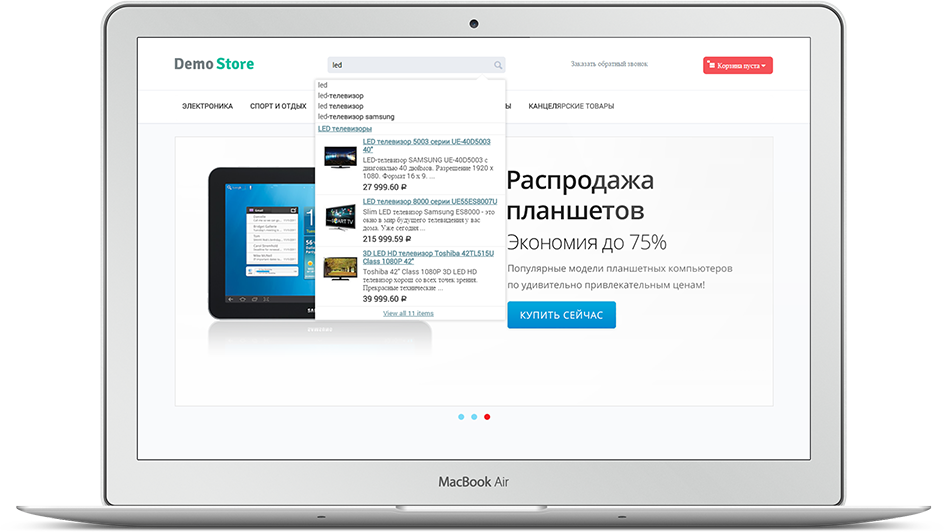 Demo Store
led
Заказать обратный звонок
Корзина пуста
ЭЛЕКТРОНИКА
СПОРТ И ОТДЫХ
КАНЦЕЛЯРСКИЕ ТОВАРЫ
led
led-телевизор
led телевизор
led-телевизор samsung
LED телевизоры
LED телевизор 5003 серии UE-40D5003
40"
LED-телевизор SAMSUNG UE-40D5003 с
диагональю 40 дюймов. Разрешение 1920 x
1080. Формат 16 x 9. ...
27 999.60 ₽
LED телевизор 8000 серии UE55ES8007U
Slim LED телевизор Samsung ES8000 - это
окно в мир будущего телевидения у вас
дома. Уже сегодня ...
215 999.59 ₽
3D LED HD телевизор Toshiba 42TL515U
Class 1080P 42"
Toshiba 42" Class 1080P 3D LED HD
телевизор хорош со всех точек зрения.
Прекрасные технические ...
39 999.60 ₽
View all 11 items
Распродажа
планшетов
Экономия до 75%
Популярные модели планшетных компьютеров
по удивительно привлекательным ценам!
КУПИТЬ СЕЙЧАС
MacBook Air